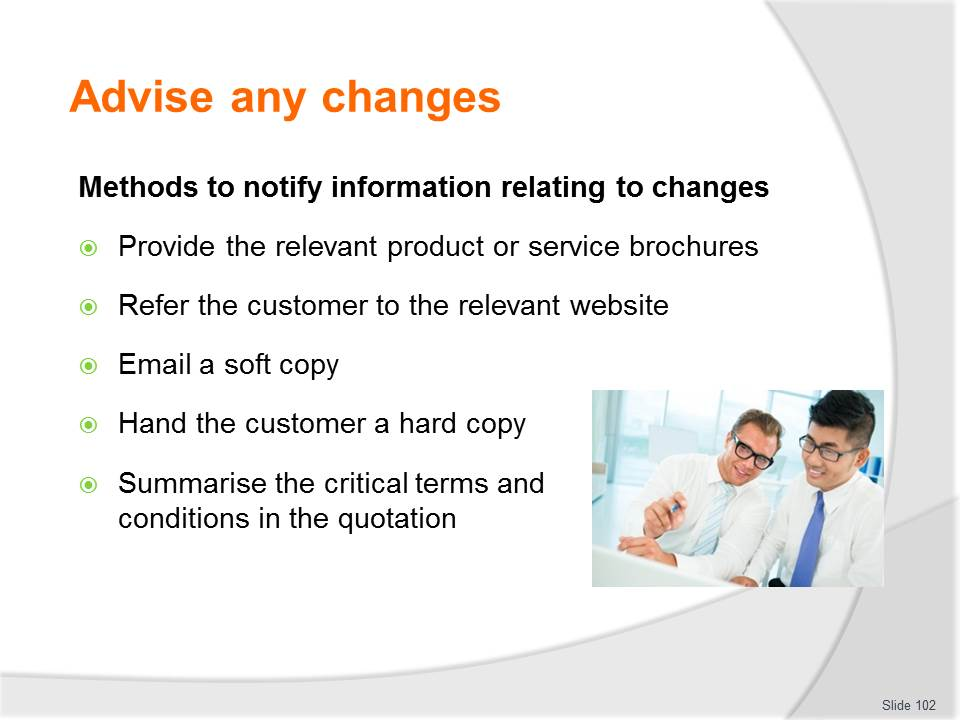 Advise any changes
Methods to notify information relating to changes
Provide the relevant product or service brochures
Refer the customer to the relevant website
Email a soft copy
Hand the customer a hard copy
Summarise the critical terms and
conditions in the quotation
Slide 102